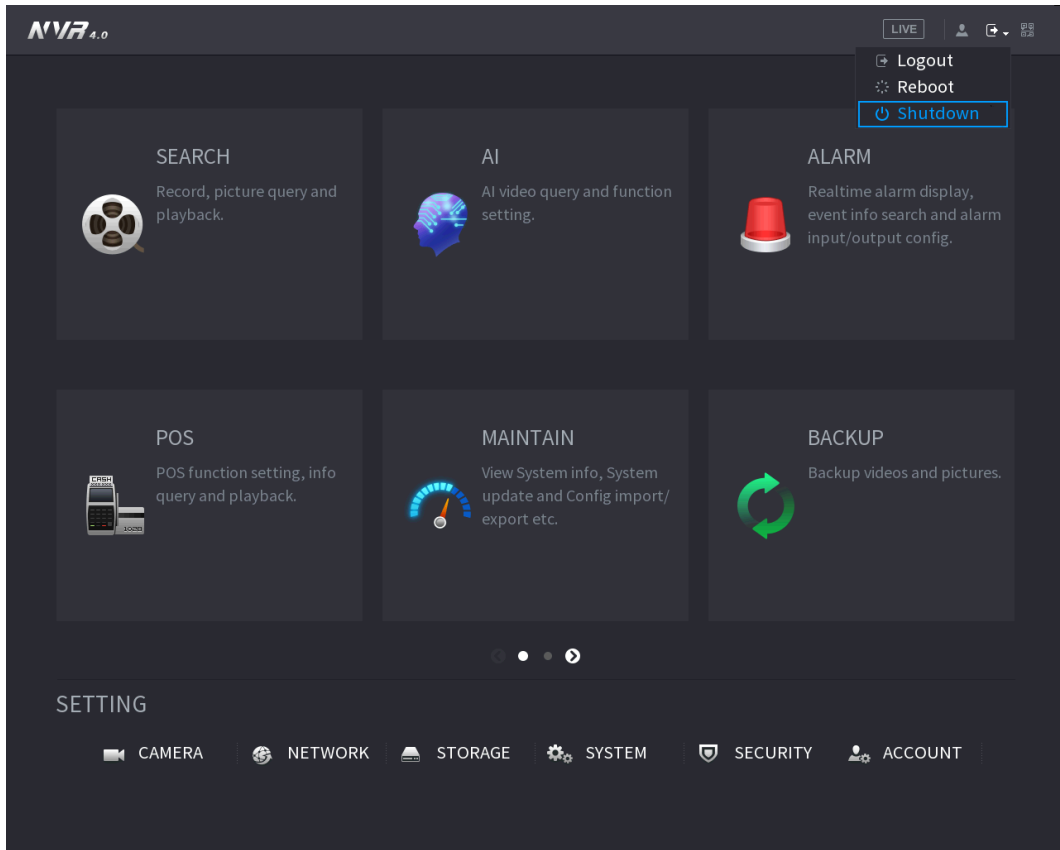 NVR 4.0
LIVE
Logout
Reboot
Shutdown
SEARCH
Record, picture query and
playback.
AI
AI video query and function
setting.
ALARM
Realtime alarm display,
event info search and alarm
input/output config.
POS
POS function setting, info
query and playback.
CASH
MAINTAIN
View System info, System
update and Config import/
export etc.
BACKUP
Backup videos and pictures.
SETTING
CAMERA
NETWORK
STORAGE
SYSTEM
SECURITY
ACCOUNT